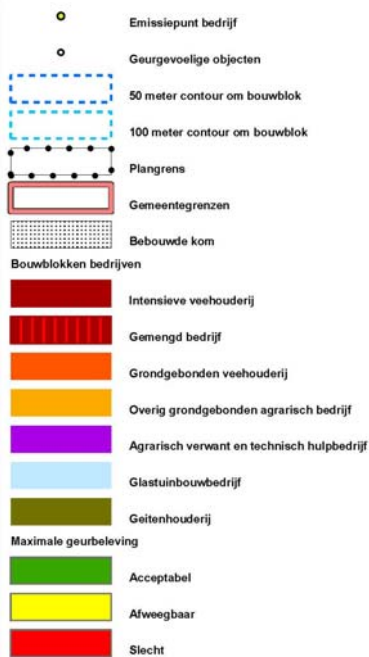 Emissiepunt bedrijf
Geurgevoelige objecten
50 meter contour om bouwblok
100 meter contour om bouwblok
Plangrens
Gemeentegrenzen
Bebouwde kom
Bouwblokken bedrijven
Intensieve veehouderij
Gemengd bedrijf
Grondgebonden veehouderij
Overig grondgebonden agrarisch bedrijf
Agrarisch verwant en technisch hulpbedrijf
Glastuinbouwbedrijf
Geitenhouderij
Maximale geurbeleving
Acceptabel
Afweegbaar
Slecht